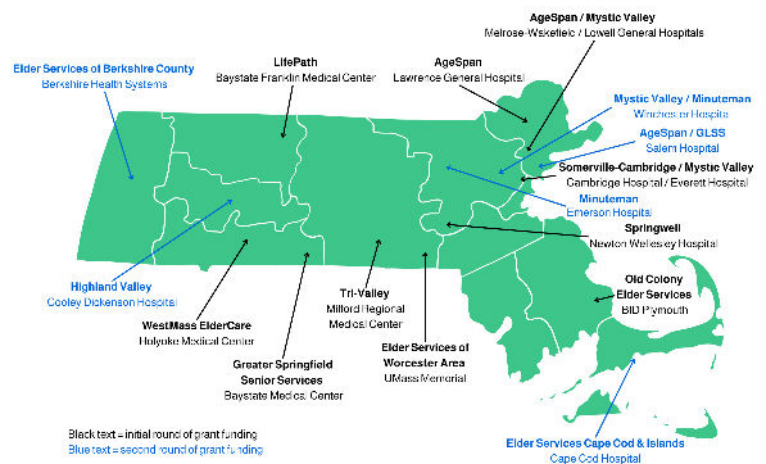 AgeSpan / Mystic Valley
Melrose-Wakefield / Lowell General Hospitals
LifePath
Baystate Franklin Medical Center
AgeSpan
Lawrence General Hospital
Elder Services of Berkshire County
Berkshire Health Systems
Mystic Valley / Minuteman
Winchester Hospital
AgeSpan / GLSS
Salem Hospital
Somerville-Cambridge / Mystic Valley
Cambridge Hospital / Everett Hospital
Minuteman
Emerson Hospital
Springwell
Newton Wellesley Hospital
Highland Valley
Cooley Dickenson Hospital
Old Colony
Elder Services
BID Plymouth
Tri-Valley
Milford Regional
Medical Center
WestMass ElderCare
Holyoke Medical Center
Elder Services of
Worcester Area
UMass Memorial
Greater Springfield
Senior Services
Baystate Medical Center
Black text = initial round of grant funding
Blue text = second round of grant funding
Elder Services Cape Cod & Islands
Cape Cod Hospital